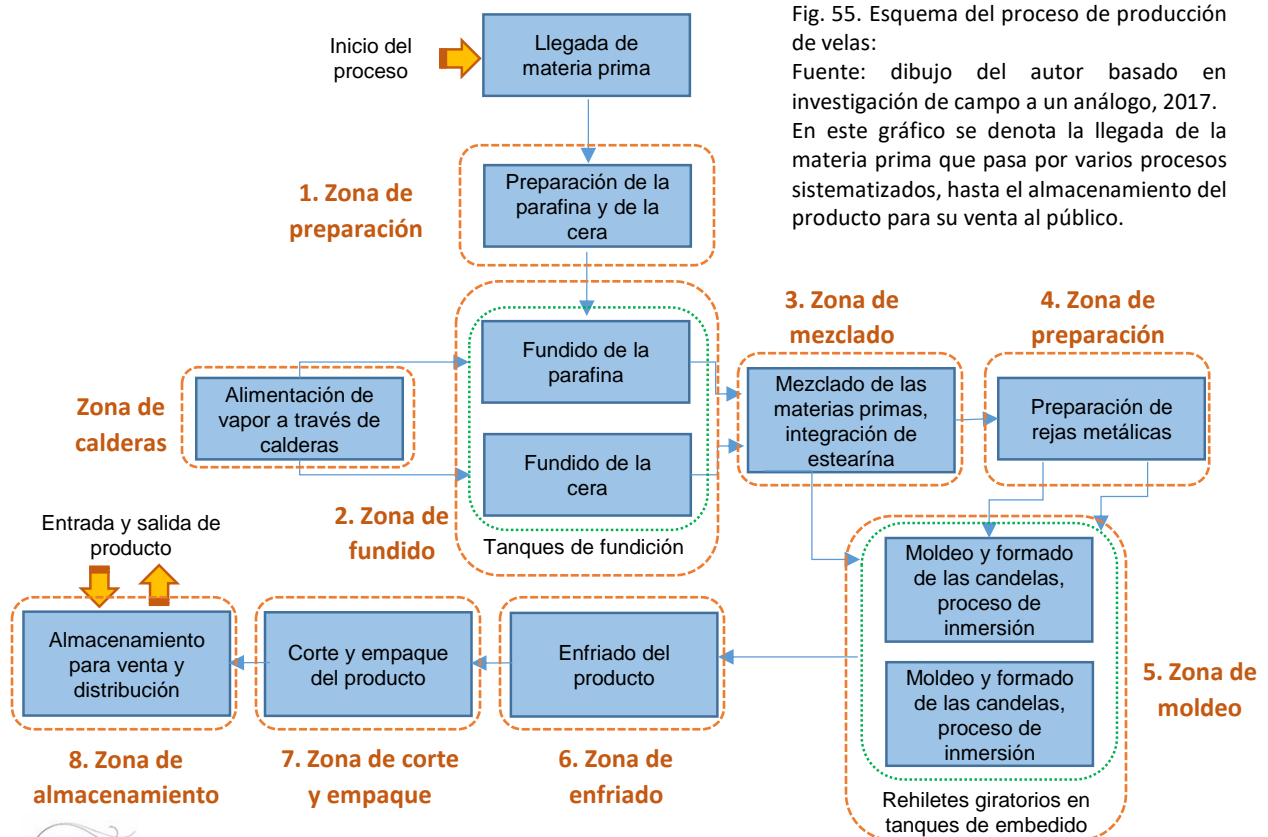 Inicio del
proceso
Llegada de
materia prima
Fig. 55. Esquema del proceso de producción
de velas:
Fuente: dibujo del autor basado en
investigación de campo a un análogo, 2017.
En este gráfico se denota la llegada de la
materia prima que pasa por varios procesos
sistematizados, hasta el almacenamiento del
producto para su venta al público.
1. Zona de
preparación
Preparación de la
parafina y de la
cera
Zona de
calderas
Alimentación de
vapor a través de
calderas
Fundido de la
parafina
Fundido de la
cera
2. Zona de
fundido
Tanques de fundición
3. Zona de
mezclado
Mezclado de las
materias primas,
integración de
estearína
4. Zona de
preparación
Preparación de
rejas metálicas
Moldeo y formado
de las candelas,
proceso de
inmersión
Moldeo y formado
de las candelas,
proceso de
inmersión
5. Zona de
moldeo
Rehiletes giratorios en
tanques de embedido
Enfriado del
producto
6. Zona de
enfriado
Corte y empaque
del producto
7. Zona de corte
y empaque
Entrada y salida de
producto
Almacenamiento
para venta y
distribución
8. Zona de
almacenamiento